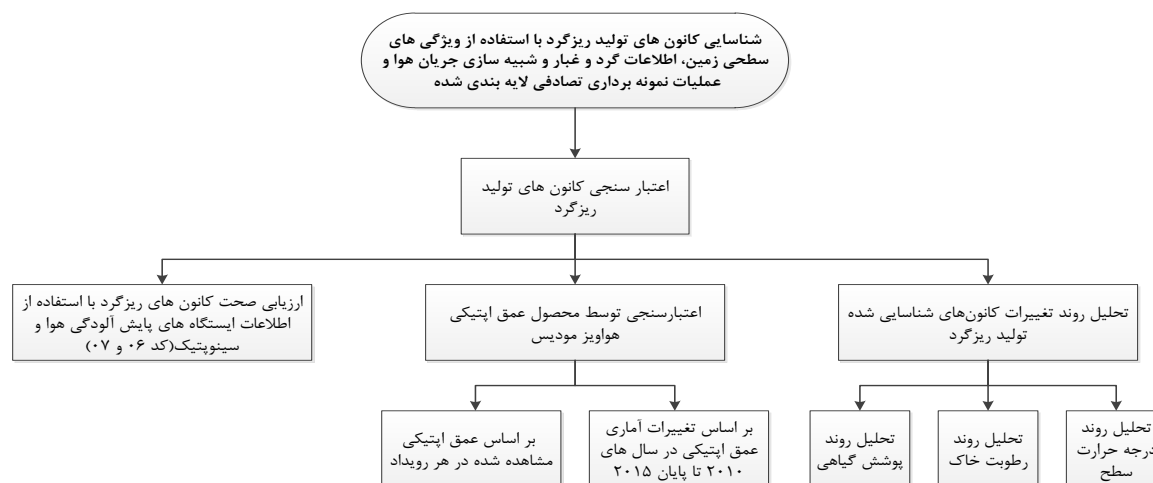 شناسایی کانون های تولید ریزگرد با استفاده از ویژگی های
سطحی زمین، اطلاعات گرد و غبار و شبیه سازی جریان هوا و
عملیات نمونه برداری تصادفی لایه بندی شده
اعتبار سنجی کانون های تولید
ریزگرد
تحلیل روند تغییرات کانون‌های شناسایی شده
تولید ریزگرد
اعتبارسنجی توسط محصول عمق اپتیکی
هواویز مودیس
ارزیابی صحت کانون های ریزگرد با استفاده از
اطلاعات ایستگاه های پایش آلودگی هوا و
سینوپتیک(کد ۰۶ و ۰۷)
تحلیل روند
درجه حرارت
سطح
تحلیل روند
رطوبت خاک
تحلیل روند
پوشش گیاهی
بر اساس تغییرات آماری
عمق اپتیکی در سال های
۲۰۱۰ تا پایان ۲۰۱۵
بر اساس عمق اپتیکی
مشاهده شده در هر رویداد